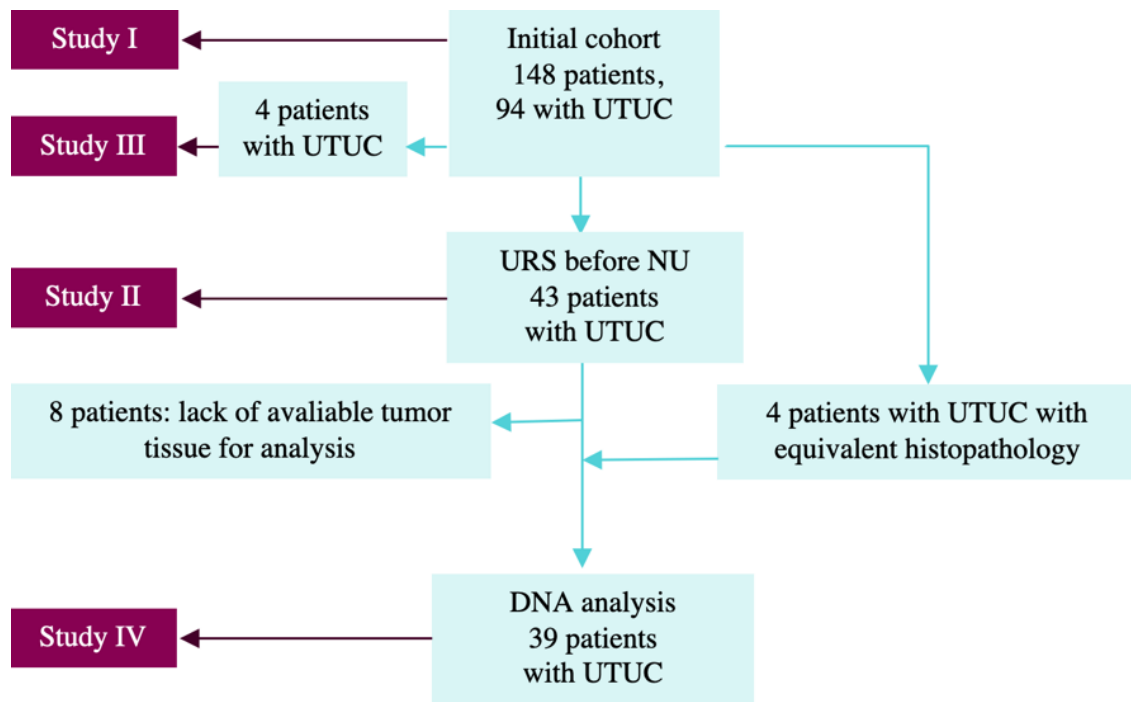 Study I
Initial cohort
148 patients,
94 with UTUC
4 patients
with UTUC
Study III
URS before NU
43 patients
with UTUC
Study II
8 patients: lack of avaliable tumor
tissue for analysis
4 patients with UTUC with
equivalent histopathology
DNA analysis
39 patients
with UTUC
Study IV